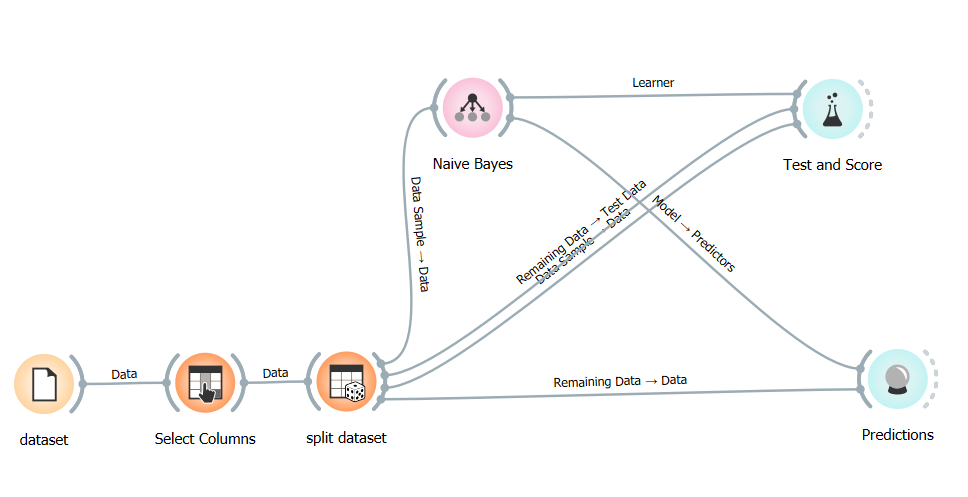 Learner
Naive Bayes
Test and Score
Data Sample → Data
Remaining Data → Test Data
Data Sample → Data
Model → Predictors
Data
Data
Remaining Data → Data
dataset
Select Columns
split dataset
Predictions